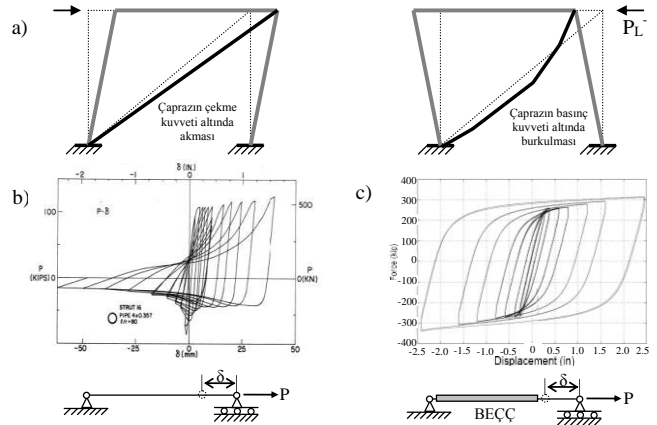 a)
P_L^-
Çaprazın çekme
kuvveti altında
akması
Çaprazın basınç
kuvveti altında
burkulması
b)
δ (IN.)
-2 -1 0 1
100
P-δ
500
P
(KIPS) 0
P
0(KN)
STRUT 16
PIPE 4x0.357
-50 -25 0 25 50
δ (mm)
δ
P
c)
400
300
200
100
0
-100
-200
-300
400
Force (kip)
-2.5 -2.0 -1.5 -1.0 -0.5 0 0.5 1.0 1.5 2.0 2.5
Displacement (in)
δ
P
BEÇÇ